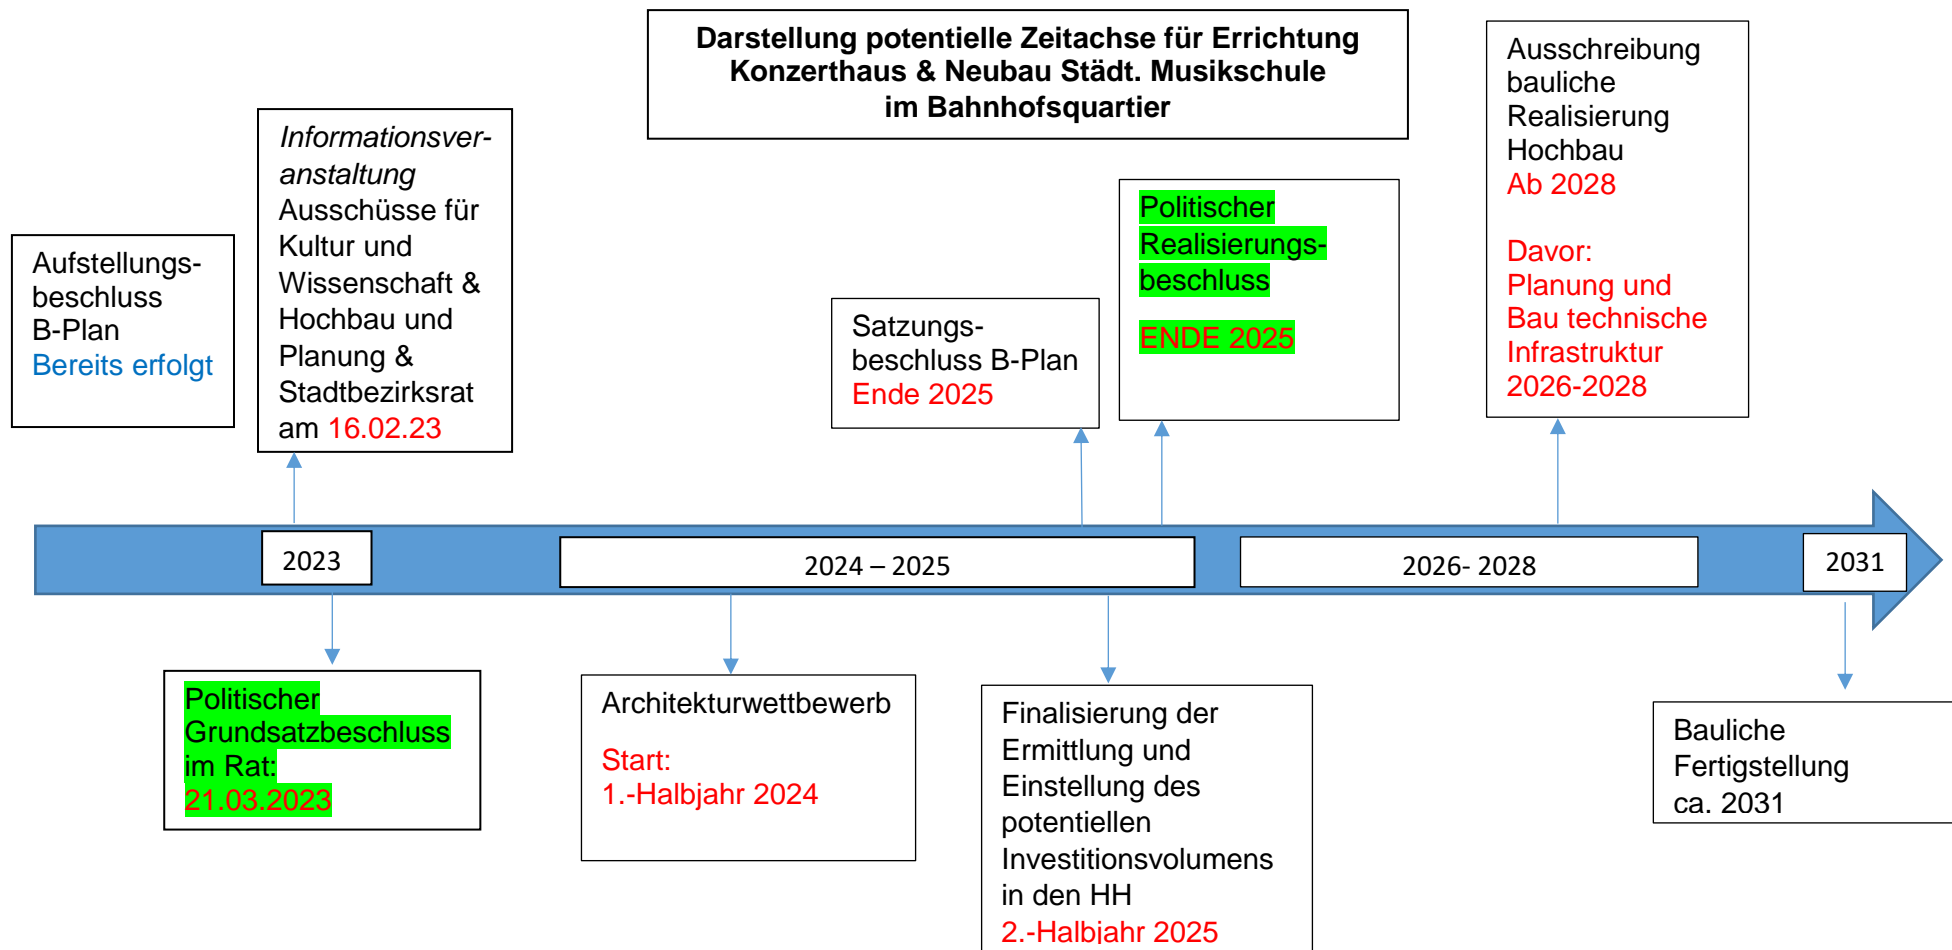 Darstellung potentielle Zeitachse für Errichtung
Konzerthaus & Neubau Städt. Musikschule
im Bahnhofsquartier
Aufstellungs-
beschluss
B-Plan
Bereits erfolgt
Informationsver-
anstaltung
Ausschüsse für
Kultur und
Wissenschaft &
Hochbau und
Planung &
Stadtbezirksrat
am 16.02.23
Satzungs-
beschluss B-Plan
Ende 2025
Politischer
Realisierungs-
beschluss
ENDE 2025
Ausschreibung
bauliche
Realisierung
Hochbau
Ab 2028
Davor:
Planung und
Bau technische
Infrastruktur
2026-2028
2023
2024 – 2025
2026- 2028
2031
Politischer
Grundsatzbeschluss
im Rat:
21.03.2023
Architekturwettbewerb
Start:
1.-Halbjahr 2024
Finalisierung der
Ermittlung und
Einstellung des
potentiellen
Investitionsvolumens
in den HH
2.-Halbjahr 2025
Bauliche
Fertigstellung
ca. 2031